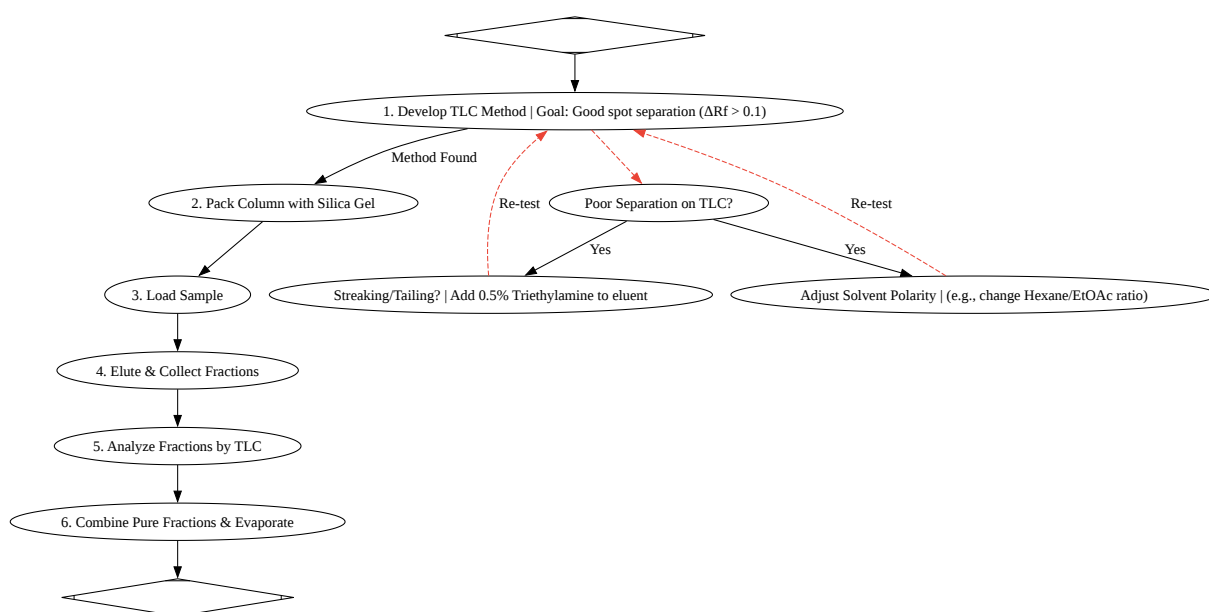 1. Develop TLC Method | Goal: Good spot separation (ΔRf > 0.1)
Method Found
2. Pack Column with Silica Gel
Re-test
Poor Separation on TLC?
Re-test
Yes
Yes
3. Load Sample
Streaking/Tailing? | Add 0.5% Triethylamine to eluent
Adjust Solvent Polarity | (e.g., change Hexane/EtOAc ratio)
4. Elute & Collect Fractions
5. Analyze Fractions by TLC
6. Combine Pure Fractions & Evaporate